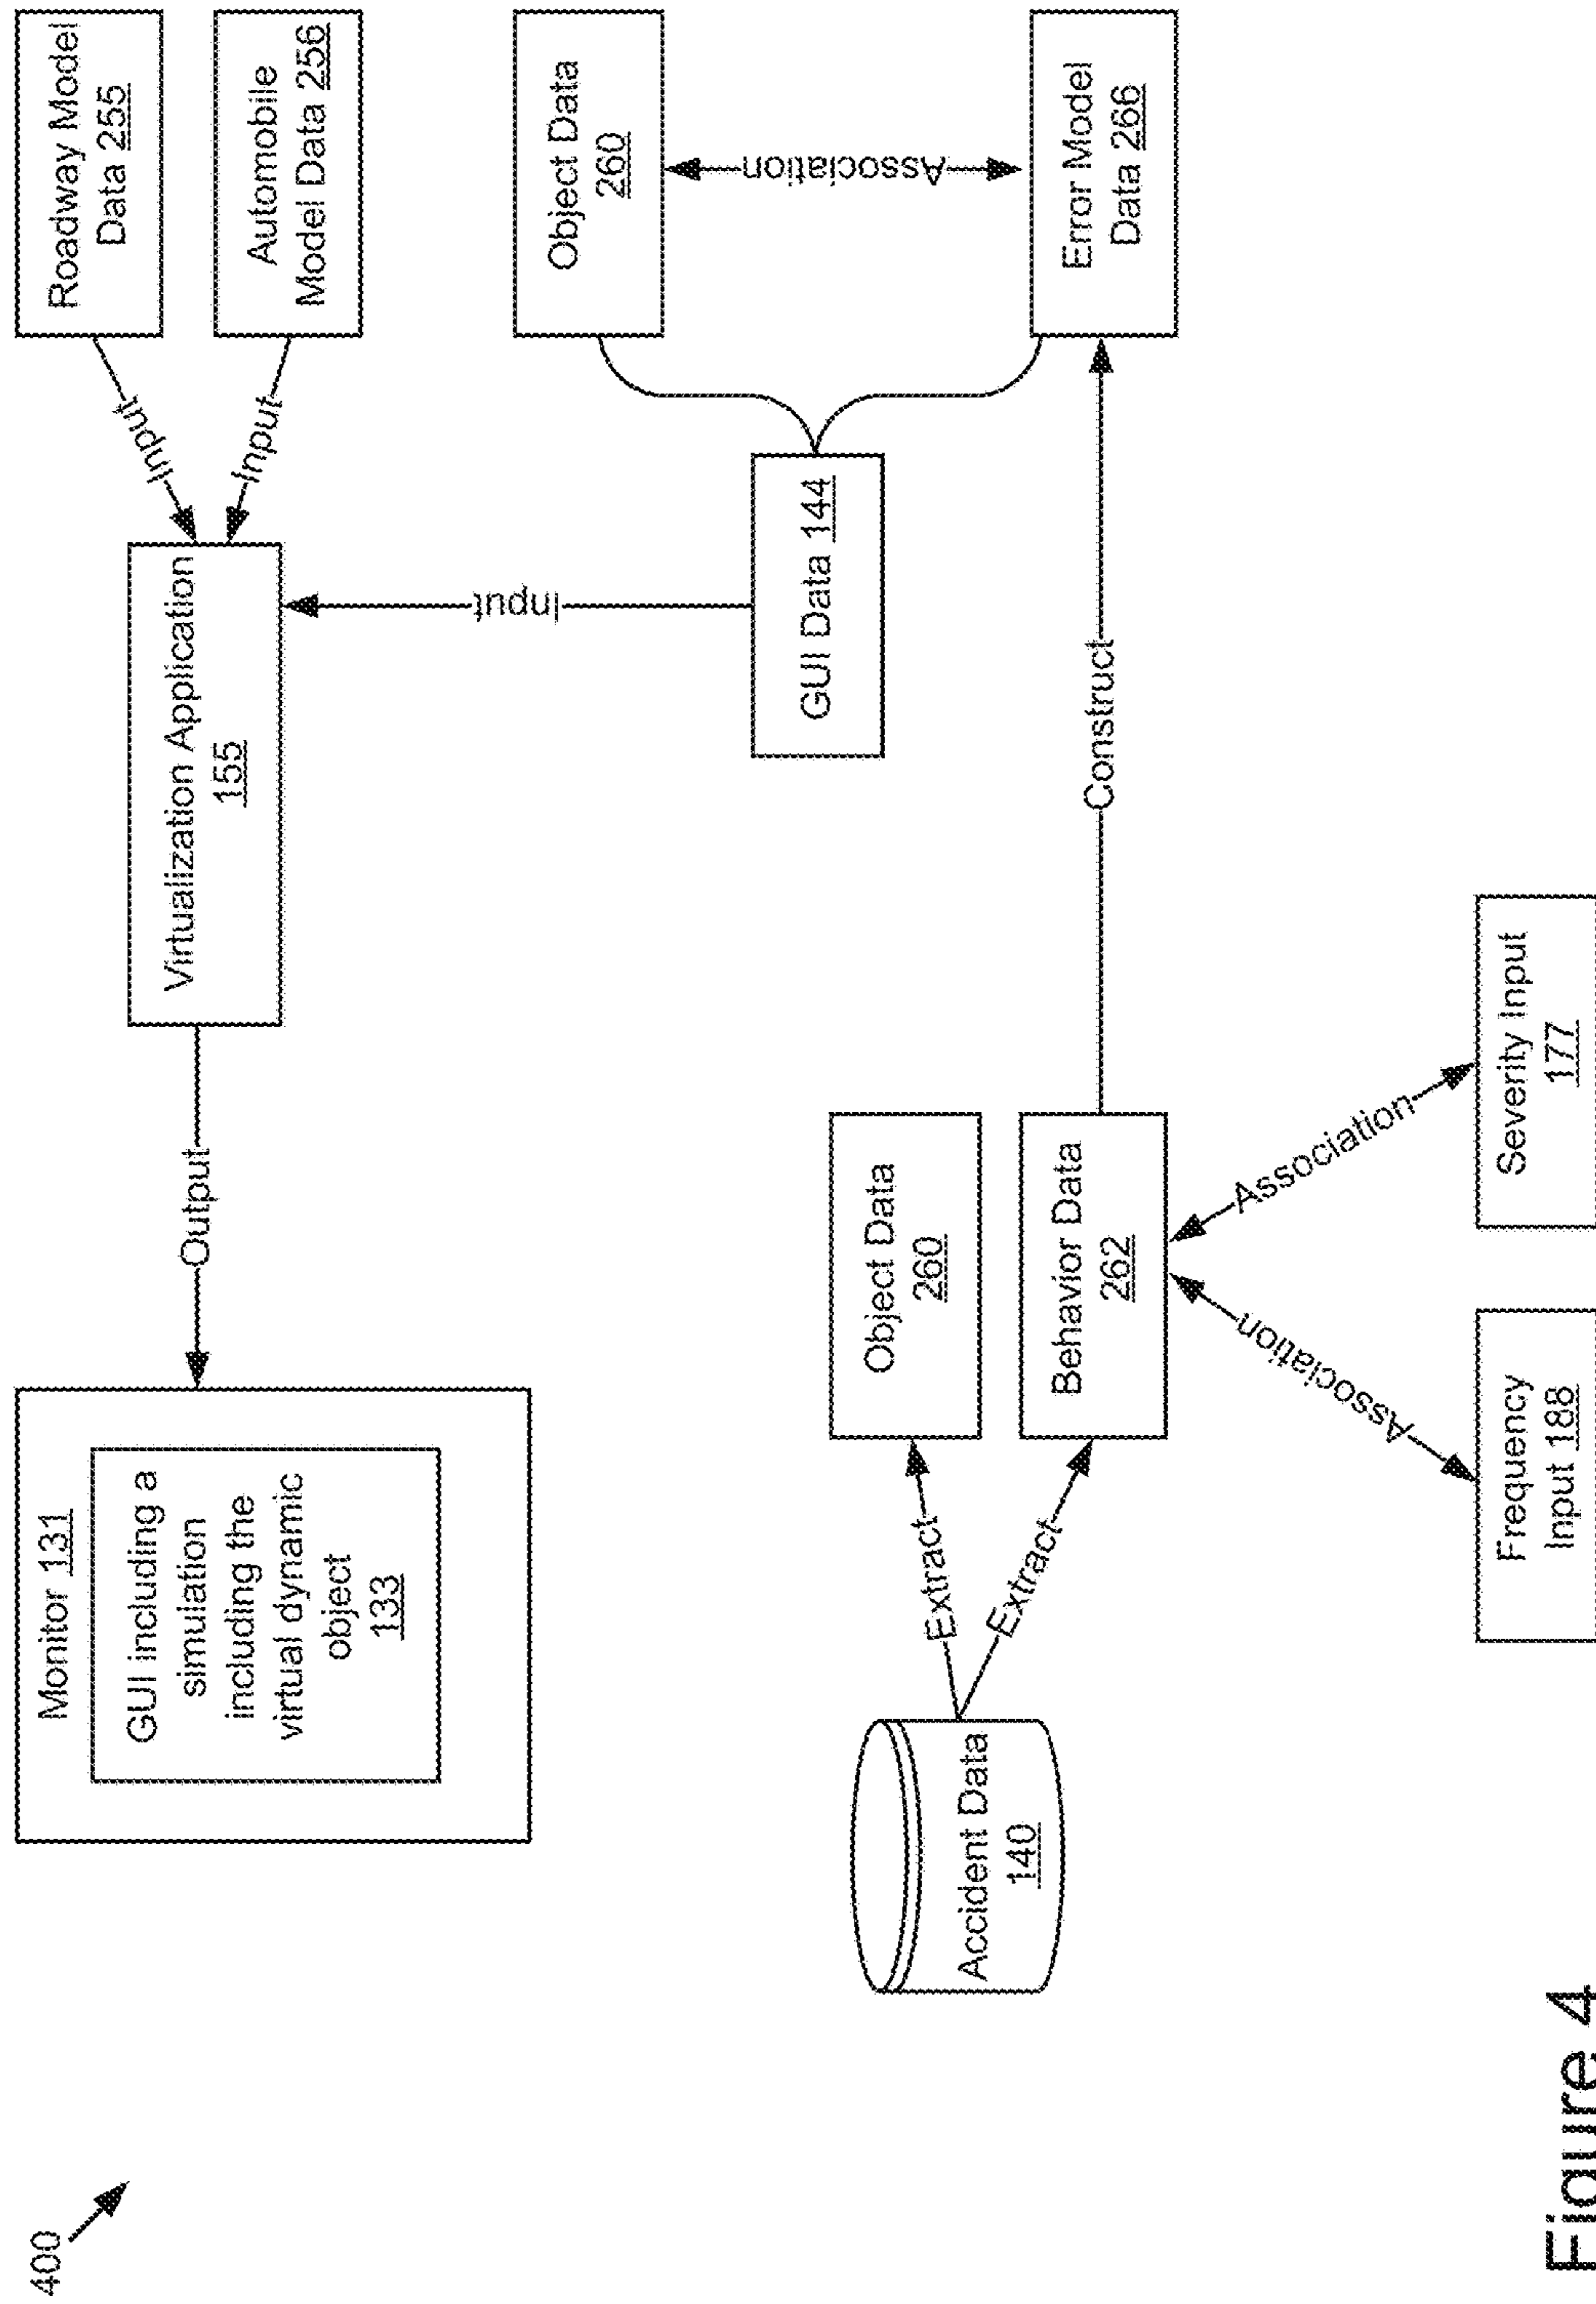 400
Monitor 131
GUI including a
simulation
including the
virtual dynamic
object
133
Output
Virtualization Application
155
Input
Input
Roadway Model
Data 255
Automobile
Model Data 256
Input
GUI Data 144
Object Data
260
Association
Error Model
Data 266
Accident Data
140
Extract
Extract
Object Data
260
Behavior Data
262
Construct
Association
Association
Frequency
Input 188
Severity Input
177
Figure 4